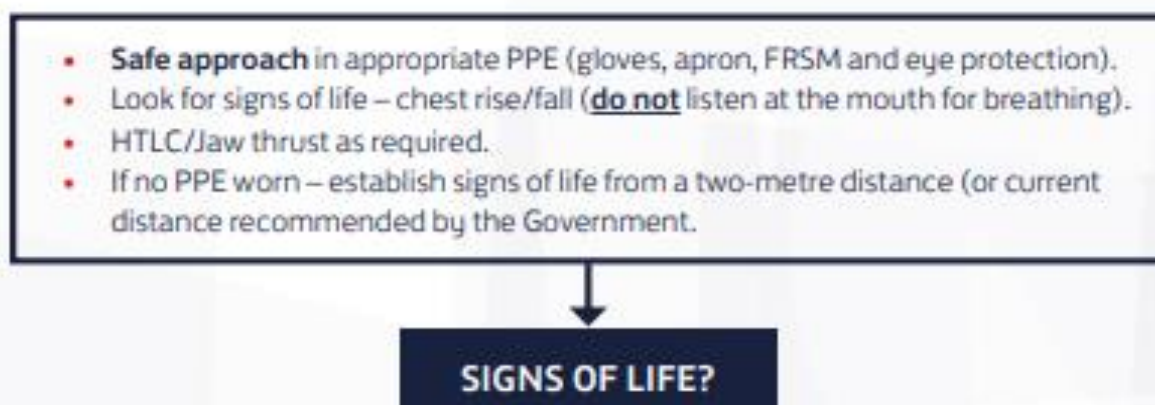 • Safe approach in appropriate PPE (gloves, apron, FRSM and eye protection).
• Look for signs of life – chest rise/fall (do not listen at the mouth for breathing).
• HTLC/Jaw thrust as required.
• If no PPE worn – establish signs of life from a two-metre distance (or current
distance recommended by the Government.
SIGNS OF LIFE?